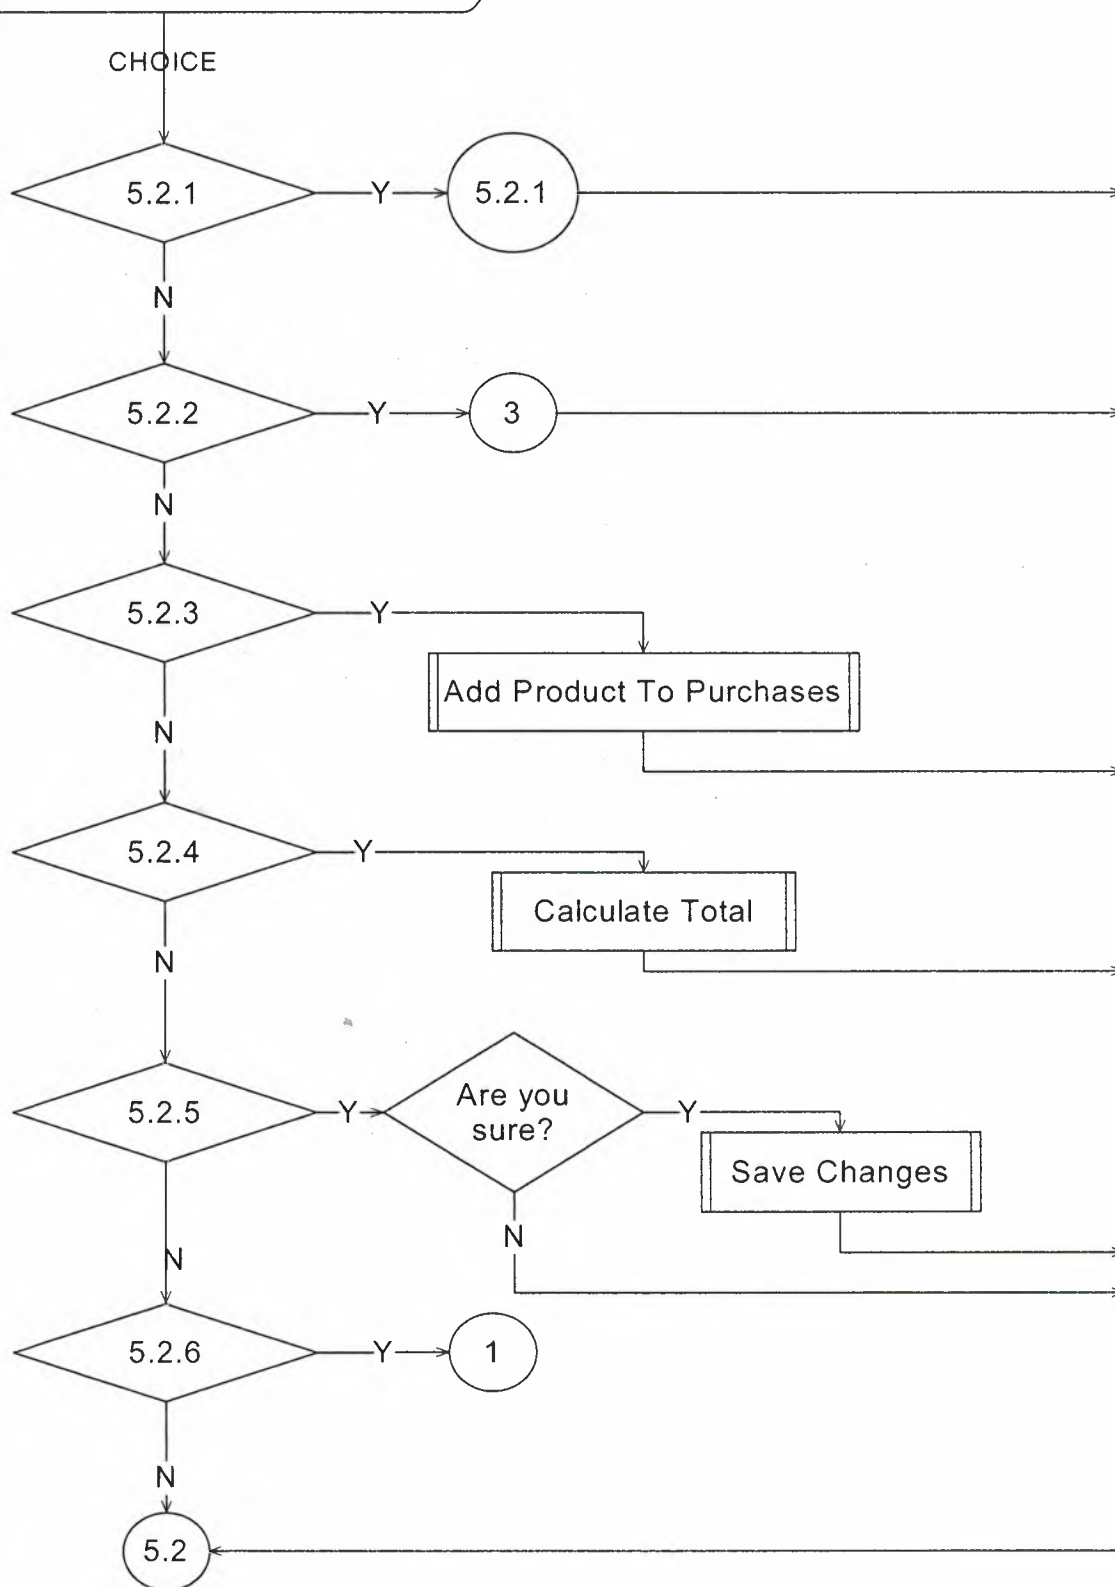 CHOICE
5.2.1
Y
5.2.1
N
5.2.2
Y
3
N
5.2.3
Y
Add Product To Purchases
N
5.2.4
Y
Calculate Total
N
5.2.5
Y
Are you
sure?
Y
Save Changes
N
N
5.2.6
Y
1
N
5.2